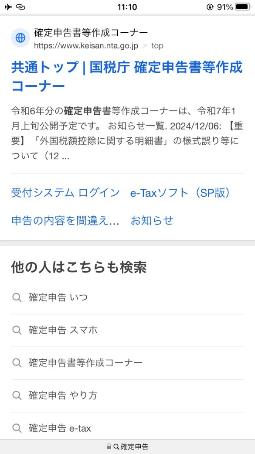 11:10
91%
確定申告書等作成コーナー
https://www.keisan.nta.go.jp › top
共通トップ | 国税庁 確定申告書等作成
コーナー
令和6年分の確定申告書等作成コーナーは、令和7年1
月上旬公開予定です。 お知らせ一覧. 2024/12/06: 【重
要】「外国税額控除に関する明細書」の様式誤り等に
ついて（12 ...
受付システム ログイン e-Taxソフト（SP版）
申告の内容を間違え... お知らせ
他の人はこちらも検索
確定申告 いつ
確定申告 スマホ
確定申告書等作成コーナー
確定申告 やり方
確定申告 e-tax
確定申告